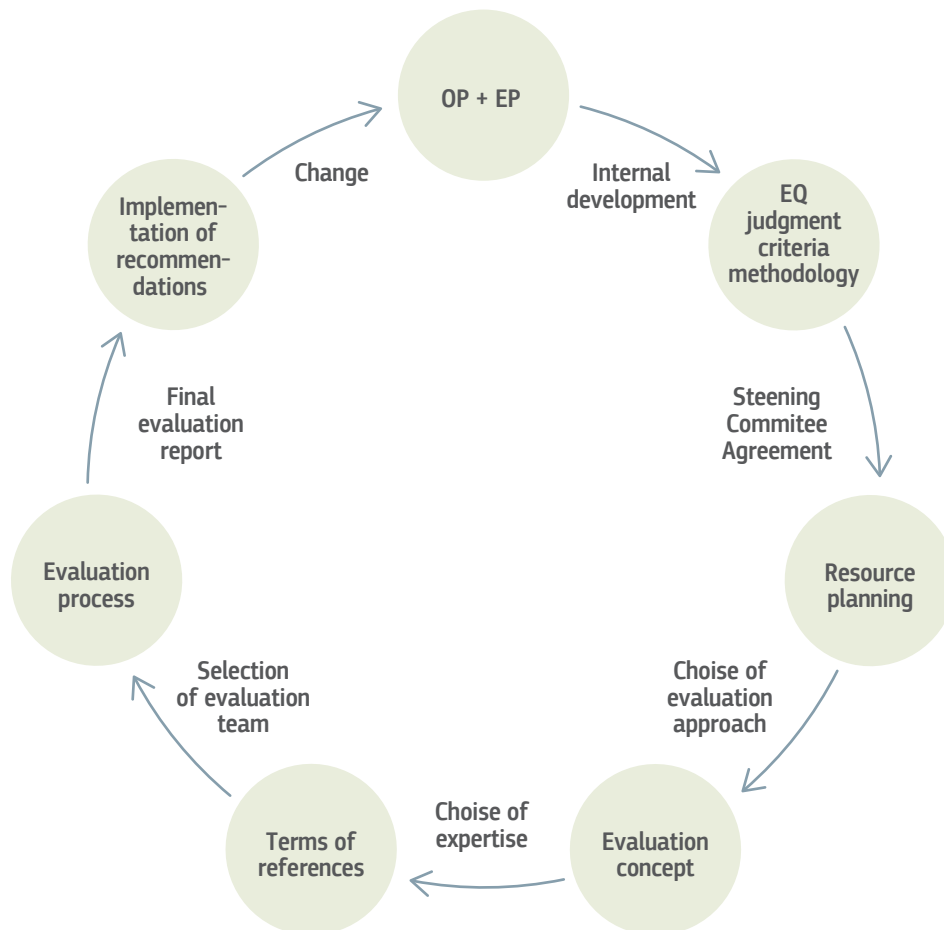 OP + EP
Internal
development
EQ
judgment
criteria
methodology
Steening
Commitee
Agreement
Resource
planning
Choise of
evaluation
approach
Evaluation
concept
Choise of
expertise
Terms of
references
Selection
of evaluation
team
Evaluation
process
Final
evaluation
report
Implemen-
tation of
recommen-
dations
Change